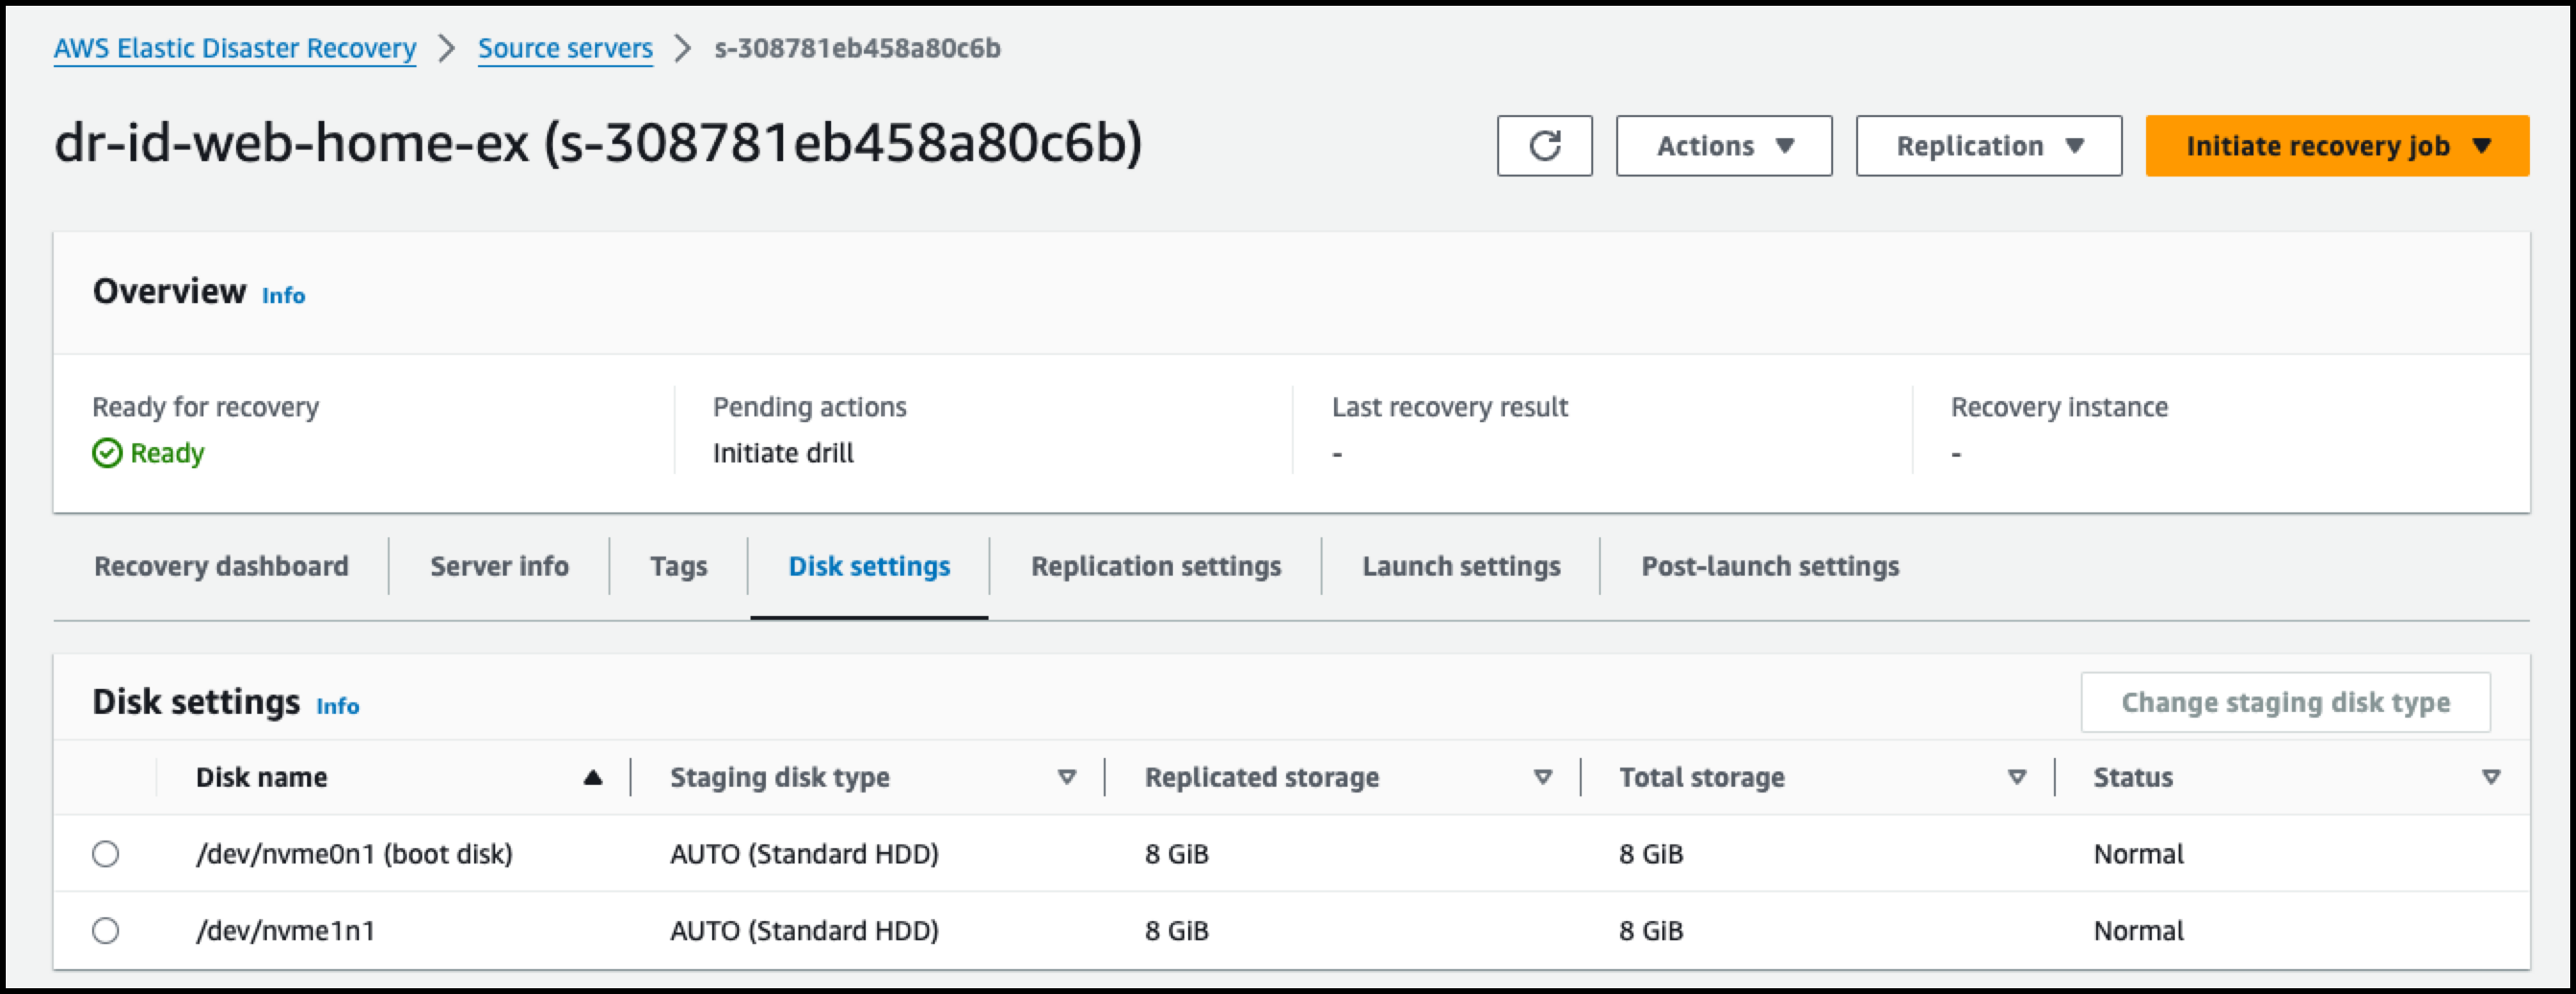 AWS Elastic Disaster Recovery > Source servers > s-308781eb458a80c6b
dr-id-web-home-ex (s-308781eb458a80c6b)
Actions
Replication
Initiate recovery job
Overview Info
Ready for recovery
Ready
Pending actions
Initiate drill
Last recovery result
-
Recovery instance
-
Recovery dashboard
Server info
Tags
Disk settings
Replication settings
Launch settings
Post-launch settings
Disk settings Info
Change staging disk type
Disk name Staging disk type Replicated storage Total storage Status
/dev/nvme0n1 (boot disk) AUTO (Standard HDD) 8 GiB 8 GiB Normal
/dev/nvme1n1 AUTO (Standard HDD) 8 GiB 8 GiB Normal